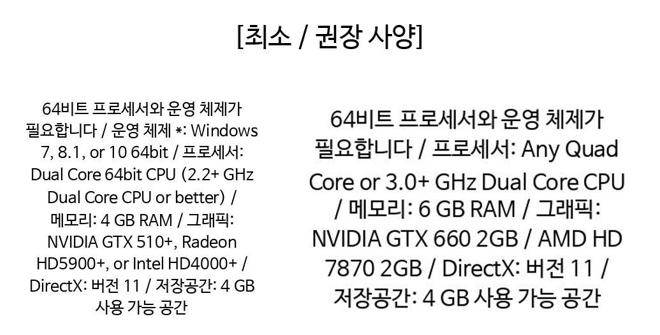 [최소 / 권장 사양]
64비트 프로세서와 운영 체제가
필요합니다 / 운영 체제 *: Windows
7, 8.1, or 10 64bit / 프로세서:
Dual Core 64bit CPU (2.2+ GHz
Dual Core CPU or better) /
메모리: 4 GB RAM / 그래픽:
NVIDIA GTX 510+, Radeon
HD5900+, or Intel HD4000+ /
DirectX: 버전 11 / 저장공간: 4 GB
사용 가능 공간
64비트 프로세서와 운영 체제가
필요합니다 / 프로세서: Any Quad
Core or 3.0+ GHz Dual Core CPU
/ 메모리: 6 GB RAM / 그래픽:
NVIDIA GTX 660 2GB / AMD HD
7870 2GB / DirectX: 버전 11 /
저장공간: 4 GB 사용 가능 공간